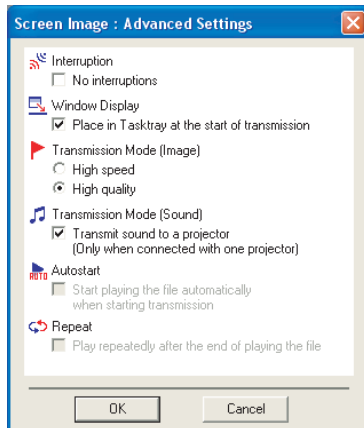 Screen Image : Advanced Settings
Interruption
No interruptions
Window Display
Place in Tasktray at the start of transmission
Transmission Mode (Image)
High speed
High quality
Transmission Mode (Sound)
Transmit sound to a projector
(Only when connected with one projector)
AUTO
Autostart
Start playing the file automatically
when starting transmission
Repeat
Play repeatedly after the end of playing the file
OK
Cancel